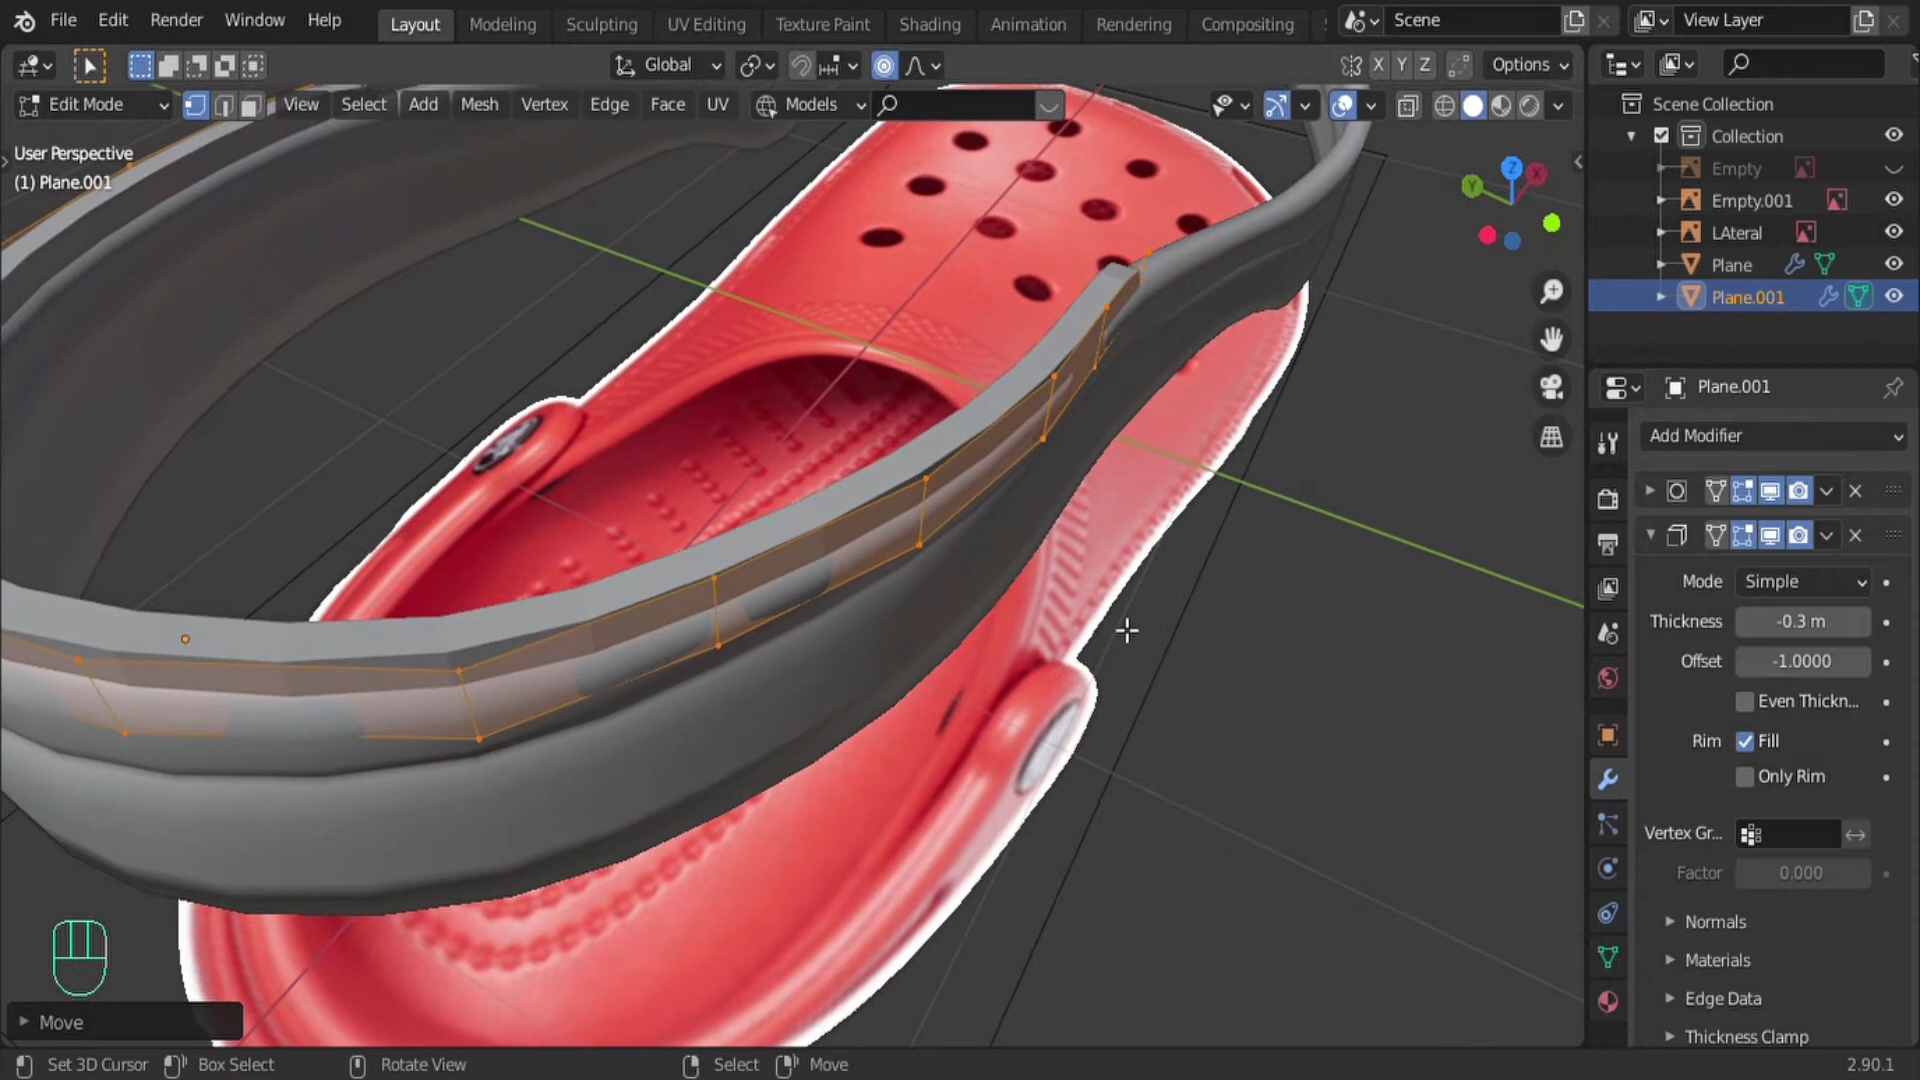 File Edit Render Window Help Layout Modeling Sculpting UV Editing Texture Paint Shading Animation Rendering Compositing Scene View Layer
Global X Y Z Options
Edit Mode View Select Add Mesh Vertex Edge Face UV Models
User Perspective
(1) Plane.001
Z
X
Y
Scene Collection
Collection
Empty
Empty.001
LAteral
Plane
Plane.001
Plane.001
Add Modifier
Mode Simple
Thickness -0.3 m
Offset -1.0000
Even Thickn...
Rim Fill
Only Rim
Vertex Gr...
Factor 0.000
Normals
Materials
Edge Data
Thickness Clamp
Move
Set 3D Cursor Box Select Rotate View Select Move 2.90.1